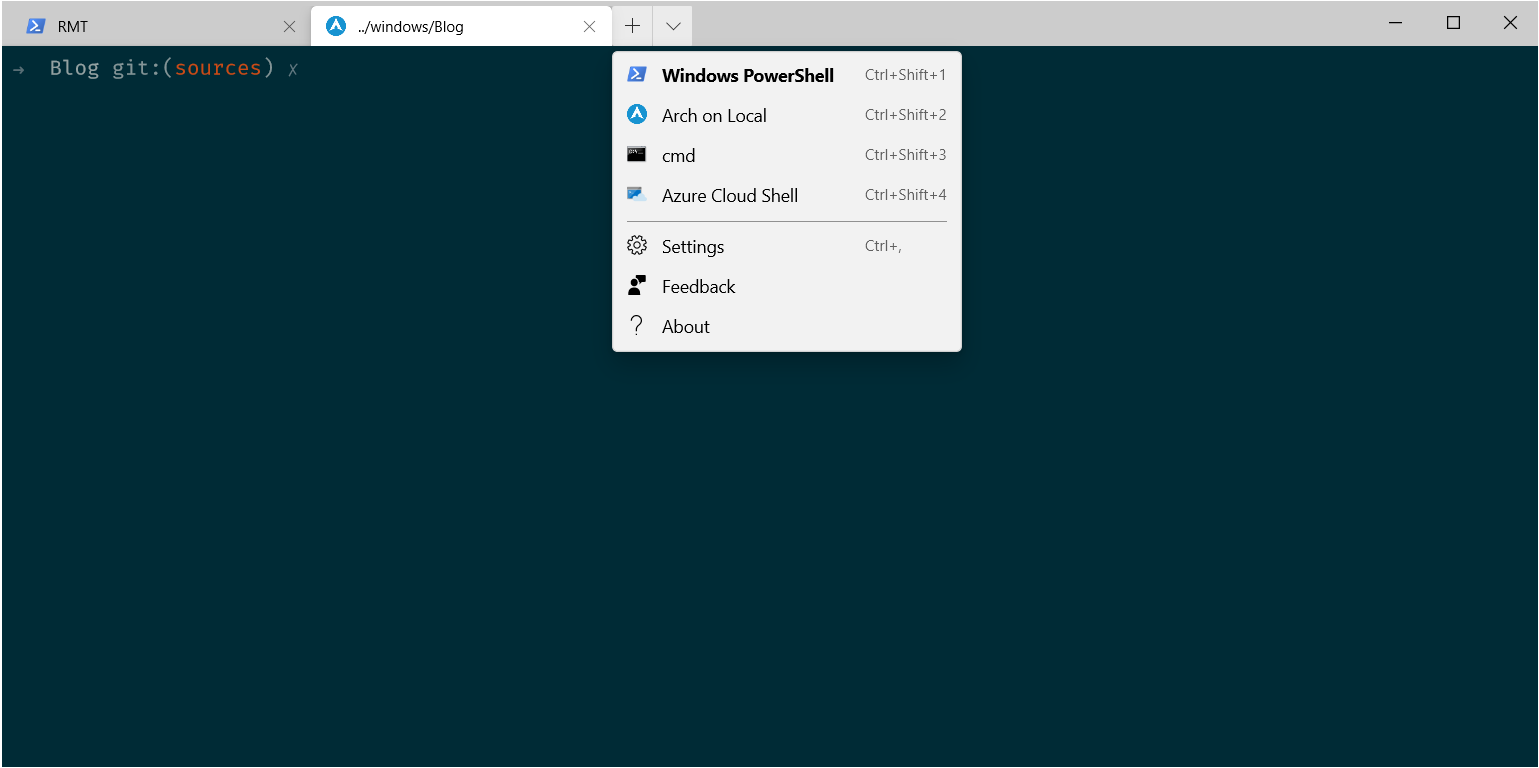 RMT
../windows/Blog
→ Blog git:(sources) ✗
Windows PowerShell Ctrl+Shift+1
Arch on Local Ctrl+Shift+2
cmd Ctrl+Shift+3
Azure Cloud Shell Ctrl+Shift+4
Settings Ctrl+,
Feedback
About